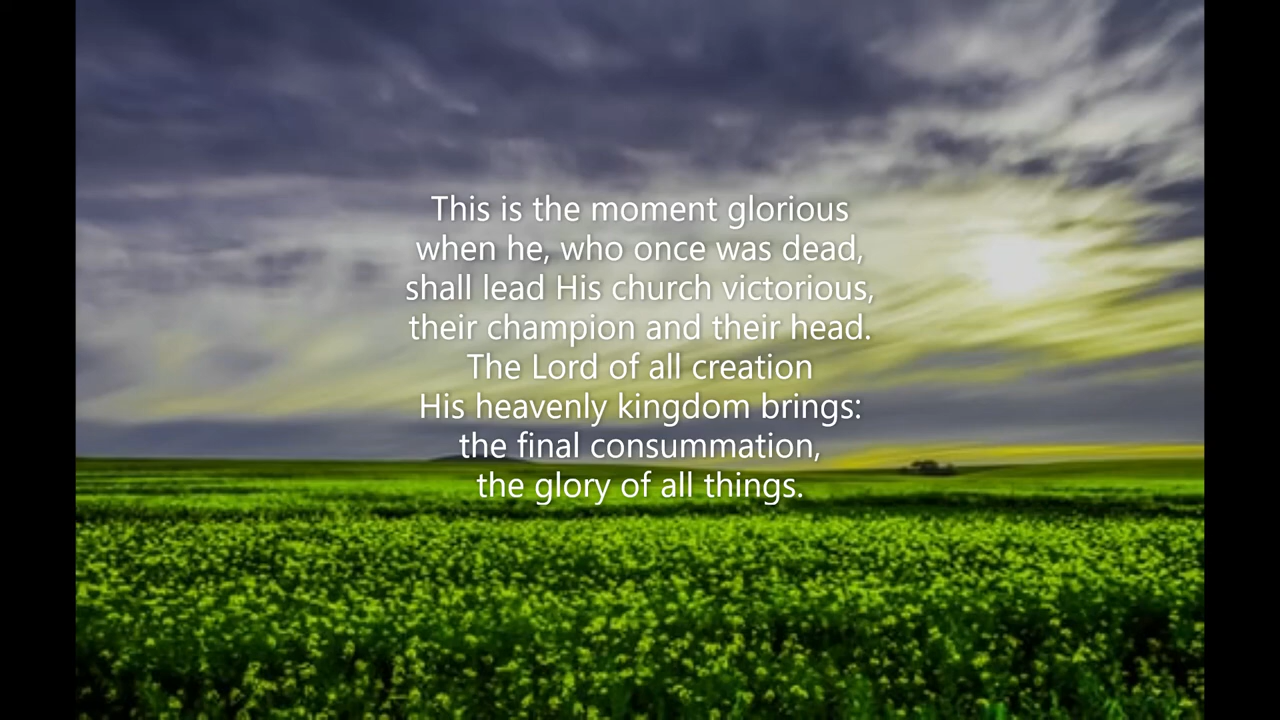 This is the moment glorious
when he, who once was dead,
shall lead His church victorious,
their champion and their head.
The Lord of all creation
His heavenly kingdom brings:
the final consummation,
the glory of all things.